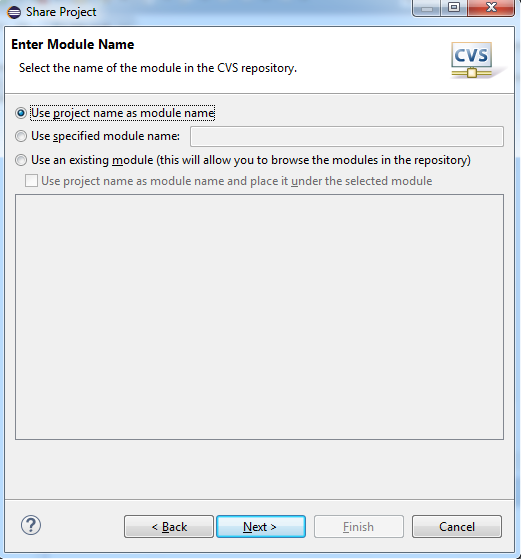 Share Project
Enter Module Name
Select the name of the module in the CVS repository.
CVS
Use project name as module name
Use specified module name:
Use an existing module (this will allow you to browse the modules in the repository)
Use project name as module name and place it under the selected module
?
< Back
Next >
Finish
Cancel